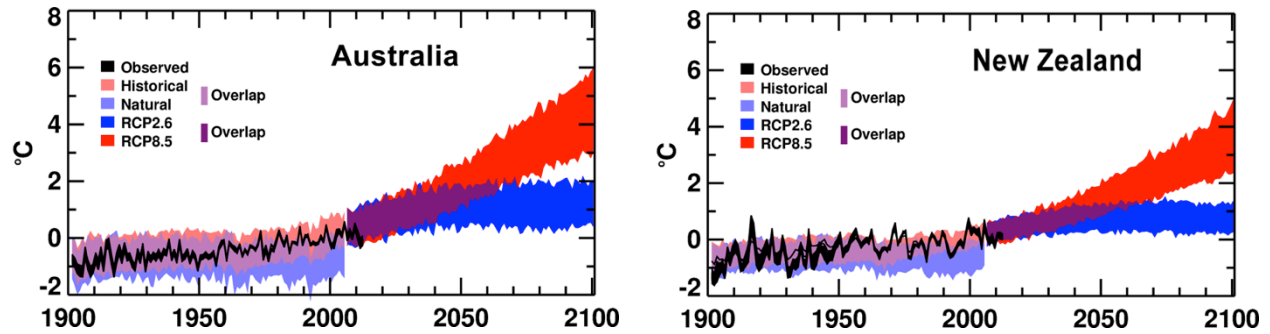 Australia
8
6
4
2
0
-2
°C
Observed
Historical
Natural
Overlap
RCP2.6
RCP8.5
Overlap
1900 1950 2000 2050 2100
New Zealand
8
6
4
2
0
-2
°C
Observed
Historical
Natural
Overlap
RCP2.6
RCP8.5
Overlap
1900 1950 2000 2050 2100